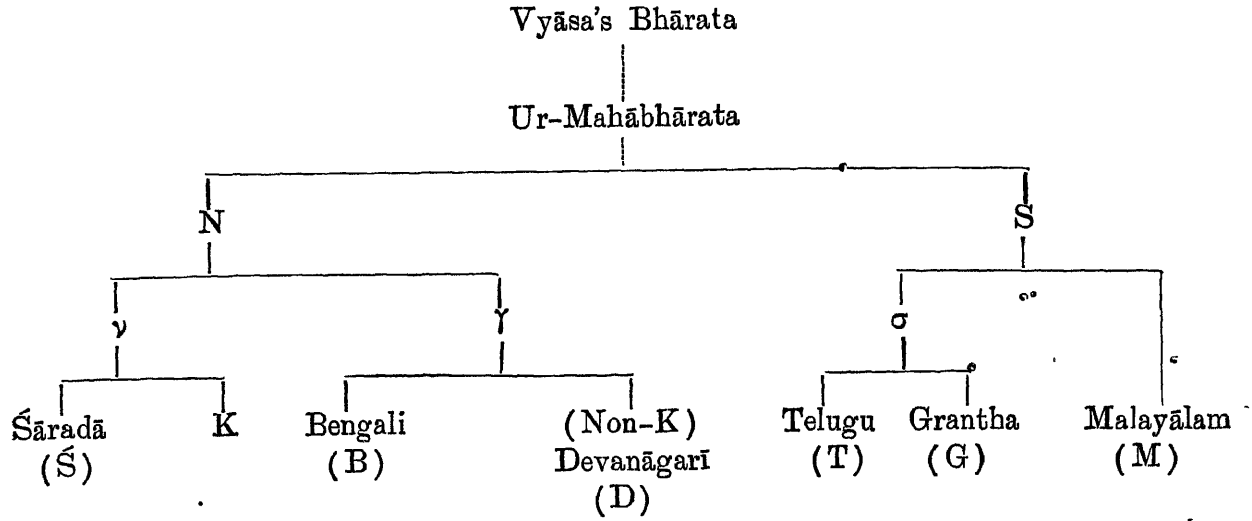 Vyāsa's Bhārata
Ur-Mahābhārata
N S
ν γ σ
Śāradā K Bengali (Non-K) Telugu Grantha Malayālam
(Ś) (B) Devanāgarī (T) (G) (M)
(D)